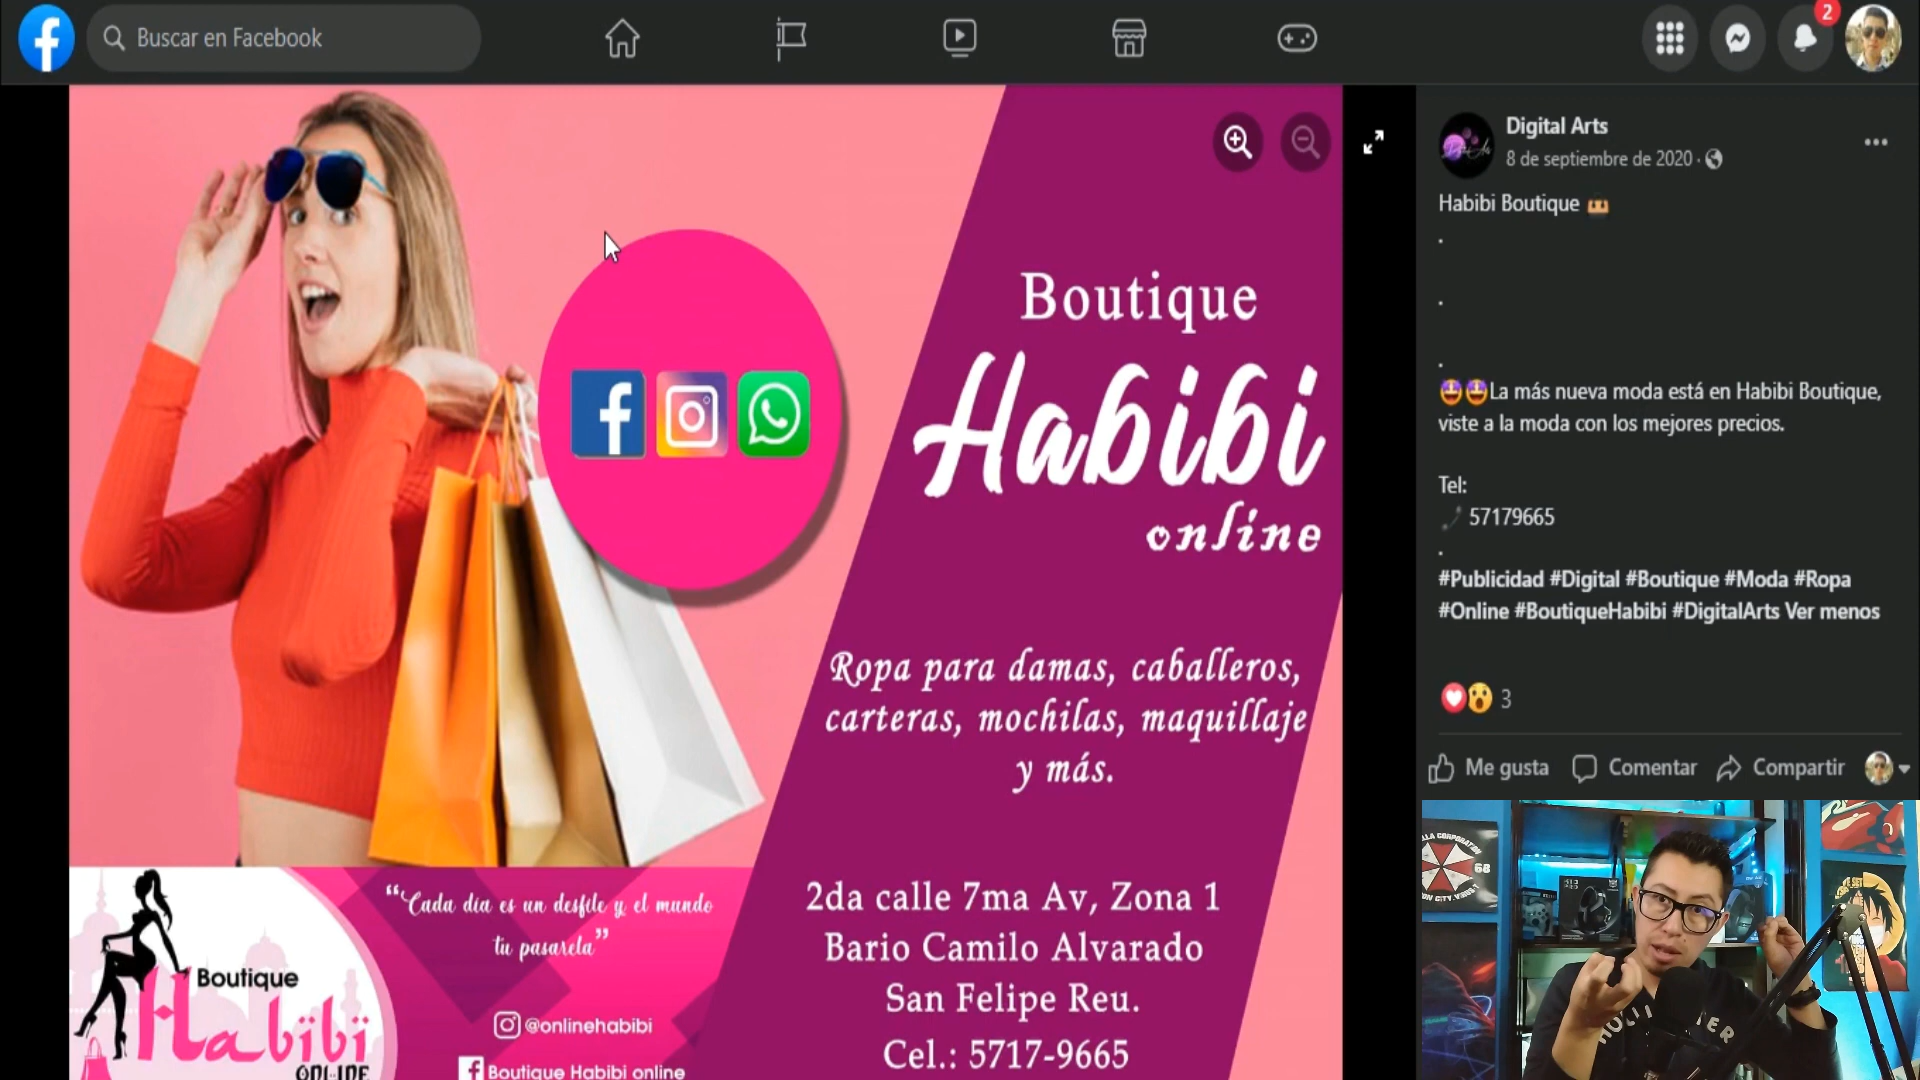 Buscar en Facebook
2
Boutique
Habibi
online
Ropa para damas, caballeros,
carteras, mochilas, maquillaje
y más.
2da calle 7ma Av, Zona 1
Bario Camilo Alvarado
San Felipe Reu.
Cel.: 5717-9665
“Cada día es un desfile y el mundo
tu pasarela”
@onlinehabibi
Boutique Habibi online
Boutique
Habibi
ONLINE
Digital Arts
8 de septiembre de 2020 ·
Habibi Boutique
.
.
.
La más nueva moda está en Habibi Boutique,
viste a la moda con los mejores precios.
Tel:
57179665
.
#Publicidad #Digital #Boutique #Moda #Ropa
#Online #BoutiqueHabibi #DigitalArts Ver menos
3
Me gusta
Comentar
Compartir
68